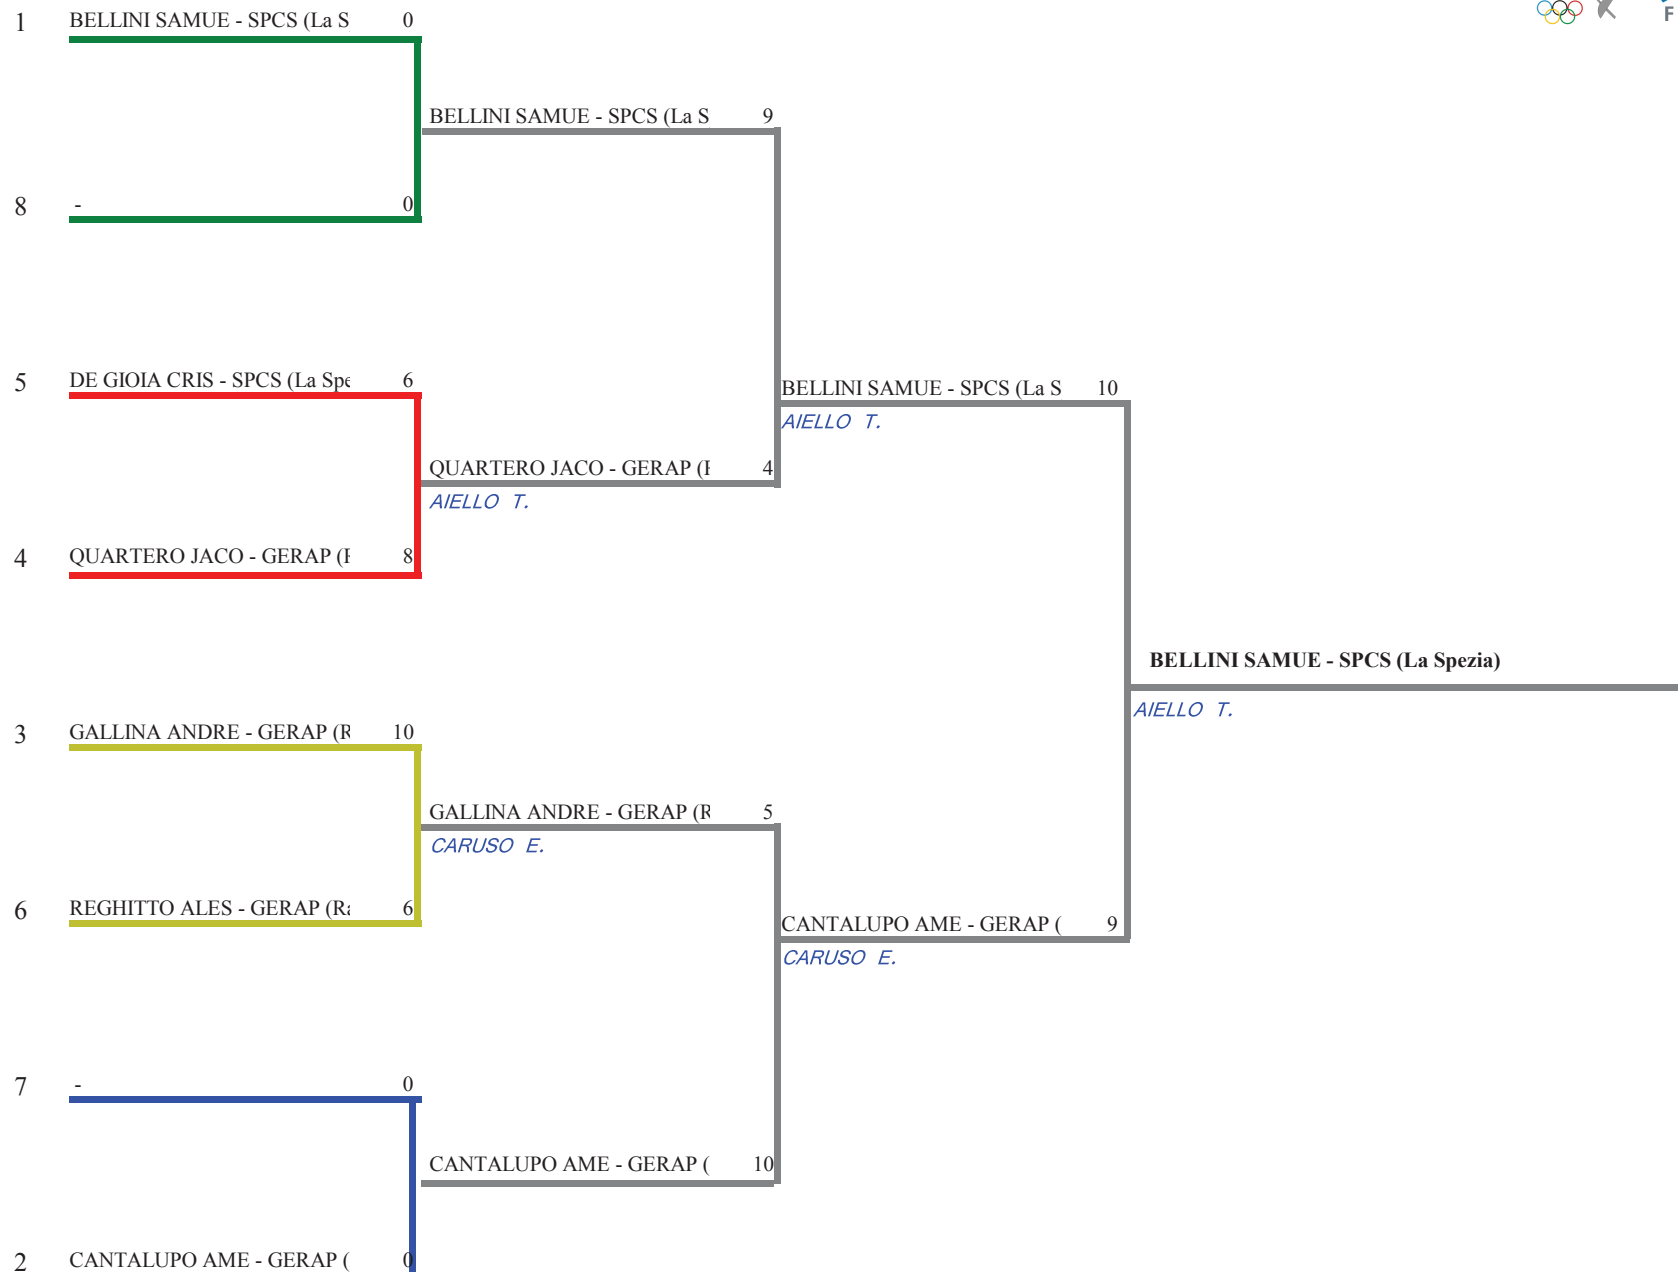 1 BELLINI SAMUE - SPCS (La S 0
F
BELLINI SAMUE - SPCS (La S 9
8 - 0
5 DE GIOIA CRIS - SPCS (La Spe 6
BELLINI SAMUE - SPCS (La S 10
AIELLO T.
QUARTERO JACO - GERAP ( 4
AIELLO T.
4 QUARTERO JACO - GERAP ( 8
BELLINI SAMUE - SPCS (La Spezia)
AIELLO T.
3 GALLINA ANDRE - GERAP (R 10
GALLINA ANDRE - GERAP (R 5
CARUSO E.
6 REGHITTO ALES - GERAP (Ra 6
CANTALUPO AME - GERAP ( 9
CARUSO E.
7 - 0
CANTALUPO AME - GERAP ( 10
2 CANTALUPO AME - GERAP ( 0